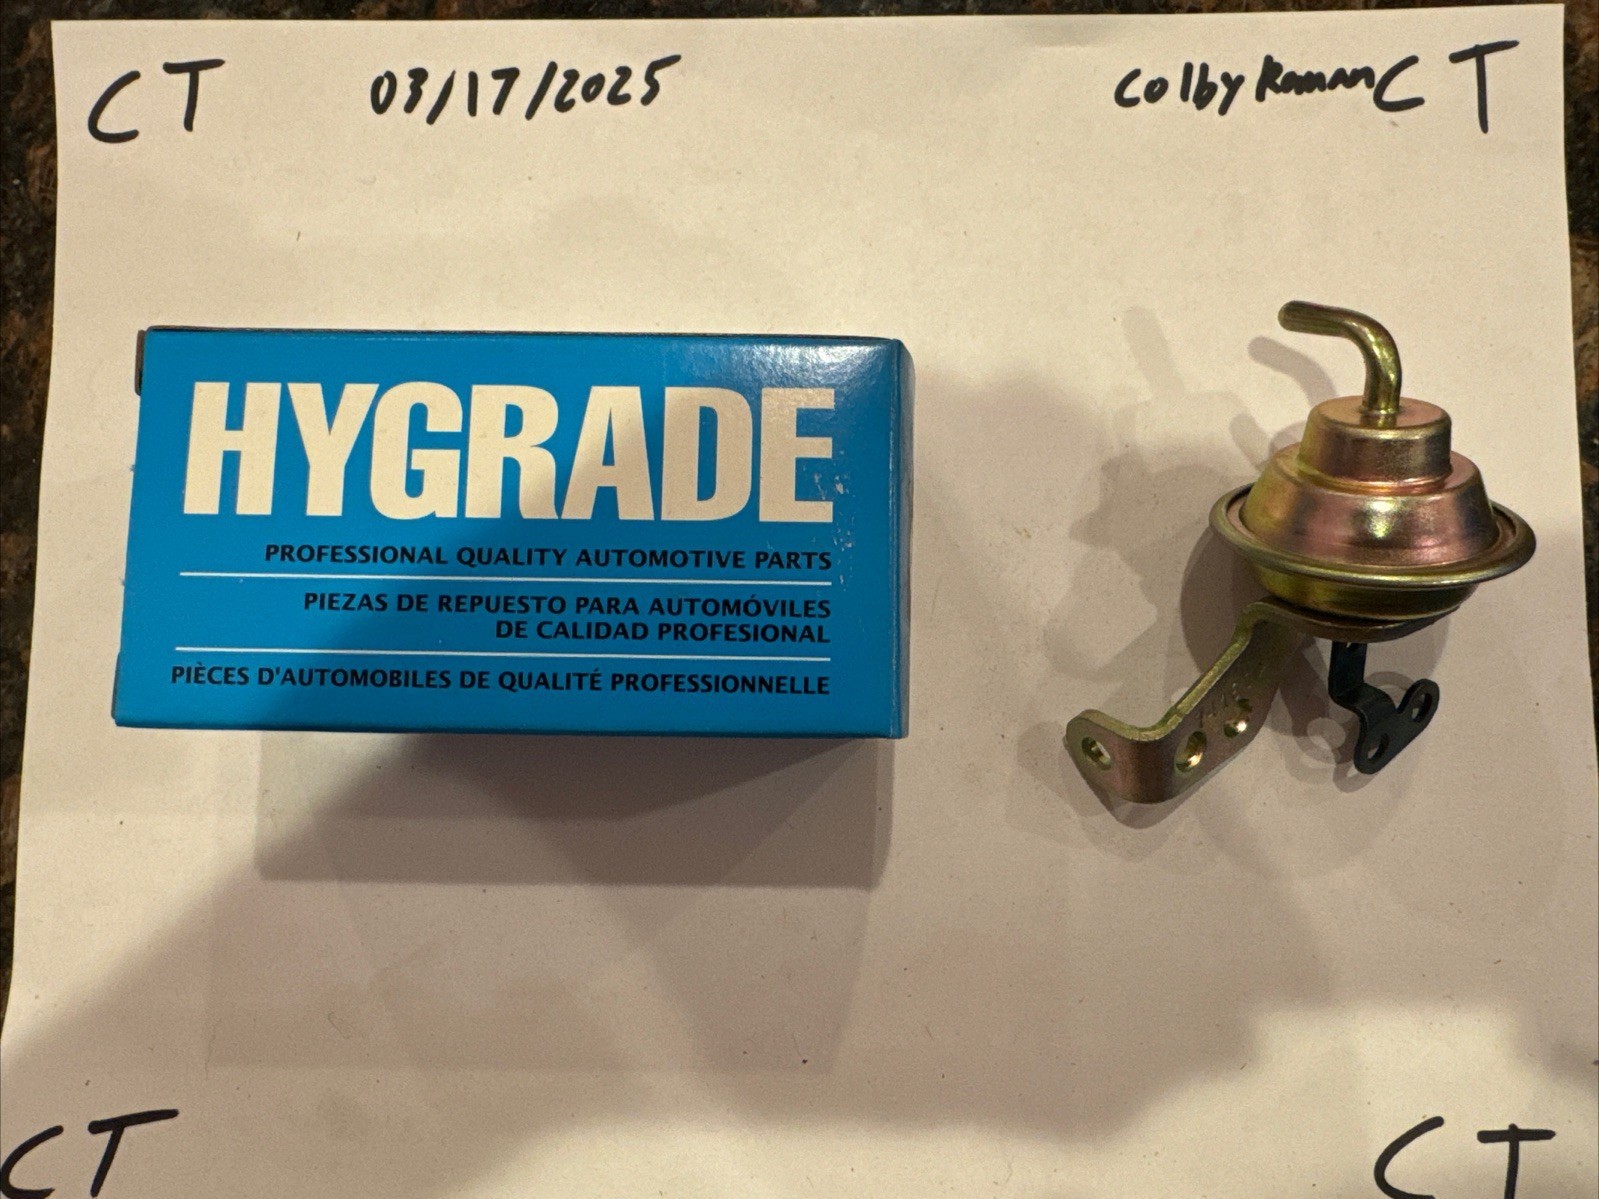 CT 03/17/2025 Colby Roman CT
HYGRADE
PROFESSIONAL QUALITY AUTOMOTIVE PARTS
PIEZAS DE REPUESTO PARA AUTOMÓVILES
DE CALIDAD PROFESIONAL
PIÈCES D'AUTOMOBILES DE QUALITÉ PROFESSIONNELLE
CT CT